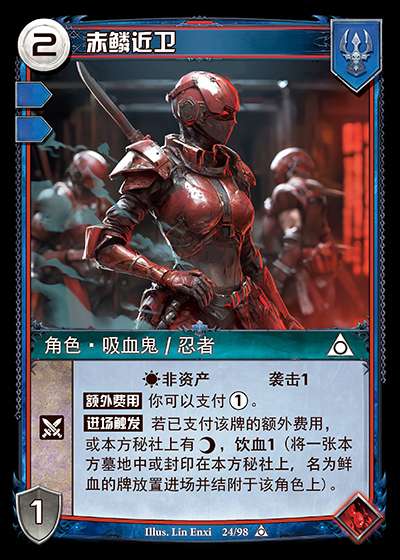 2 赤鳞近卫
角色·吸血鬼 / 忍者
非资产 袭击1
额外费用 你可以支付①。
进场触发 若已支付该牌的额外费用，
或本方秘社上有，饮血1（将一张本
方墓地中或封印在本方秘社上，名为鲜
血的牌放置进场并结附于该角色上）。
1
Illus. Lin Enxi 24/98